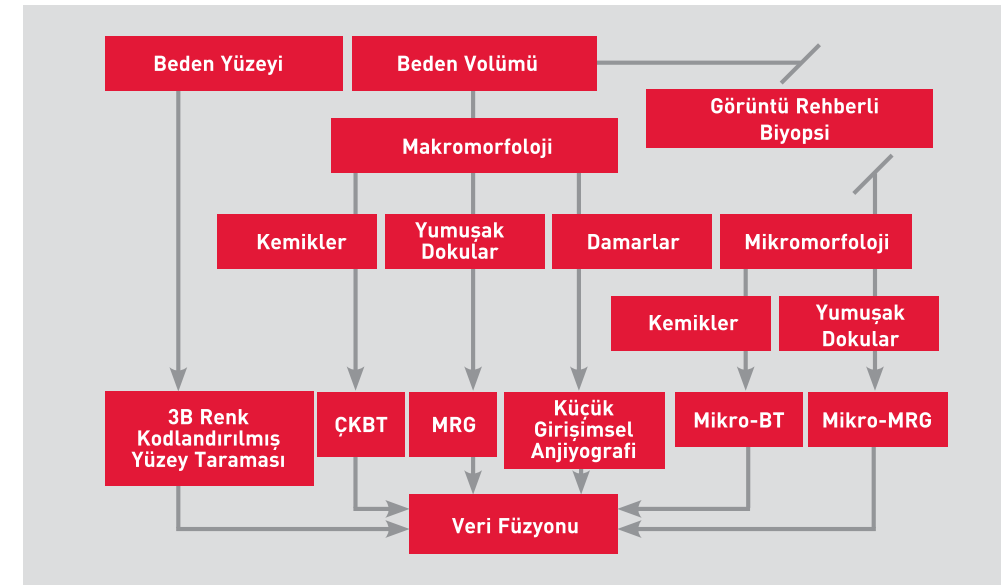 Beden Yüzeyi
Beden Volümü
Görüntü Rehberli
Biyopsi
Makromorfoloji
Kemikler
Yumuşak
Dokular
Damarlar
Mikromorfoloji
Kemikler
Yumuşak
Dokular
3B Renk
Kodlandırılmış
Yüzey Taraması
ÇKBT
MRG
Küçük
Girişimsel
Anjiyografi
Mikro-BT
Mikro-MRG
Veri Füzyonu